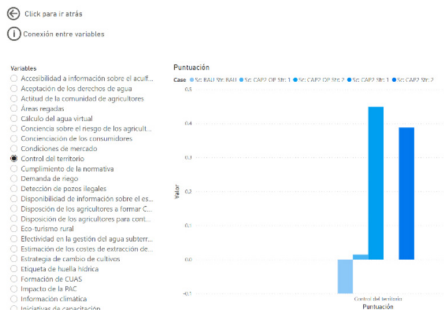 Click para ir atrás
Conexión entre variables
Variables
Accesibilidad a información sobre el acuíf...
Aceptación de los derechos de agua
Actitud de la comunidad de agricultores
Áreas regadas
Cálculo del agua virtual
Conciencia sobre el riesgo de los agricult...
Concienciación de los consumidores
Condiciones de mercado
Control del territorio
Cumplimiento de la normativa
Demanda de riego
Detección de pozos ilegales
Disponibilidad de información sobre el es...
Disposción de los agricultores a formar C...
Disposición de los agricultores para cont...
Eco-turismo rural
Efectividad en la gestión del agua subterr...
Estimación de los costes de extracción de...
Estrategia de cambio de cultivos
Etiqueta de huella hídrica
Formación de CUAS
Impacto de la PAC
Información climática
Iniciativas de capacitación
Puntuación
Case
0.5
0.4
0.3
0.2
0.1
0.0
-0.1
Valor
Control del territorio
Puntuación